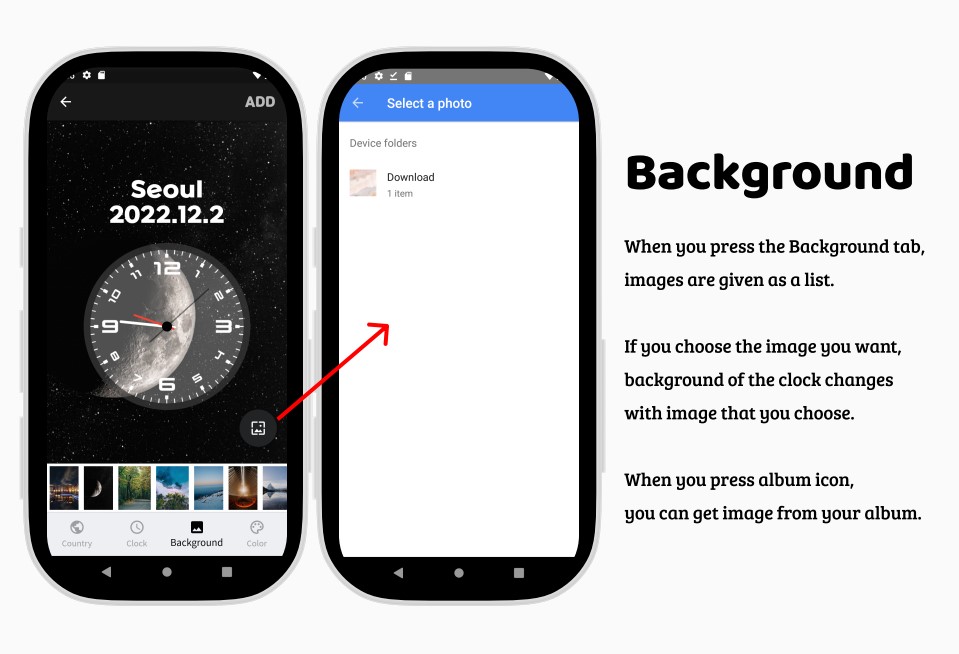 ADD
Seoul
2022.12.2
12
1
2
3
4
5
6
7
8
9
10
11
Country
Clock
Background
Color
Select a photo
Device folders
Download
1 item
Background
When you press the Background tab,
images are given as a list.
If you choose the image you want,
background of the clock changes
with image that you choose.
When you press album icon,
you can get image from your album.